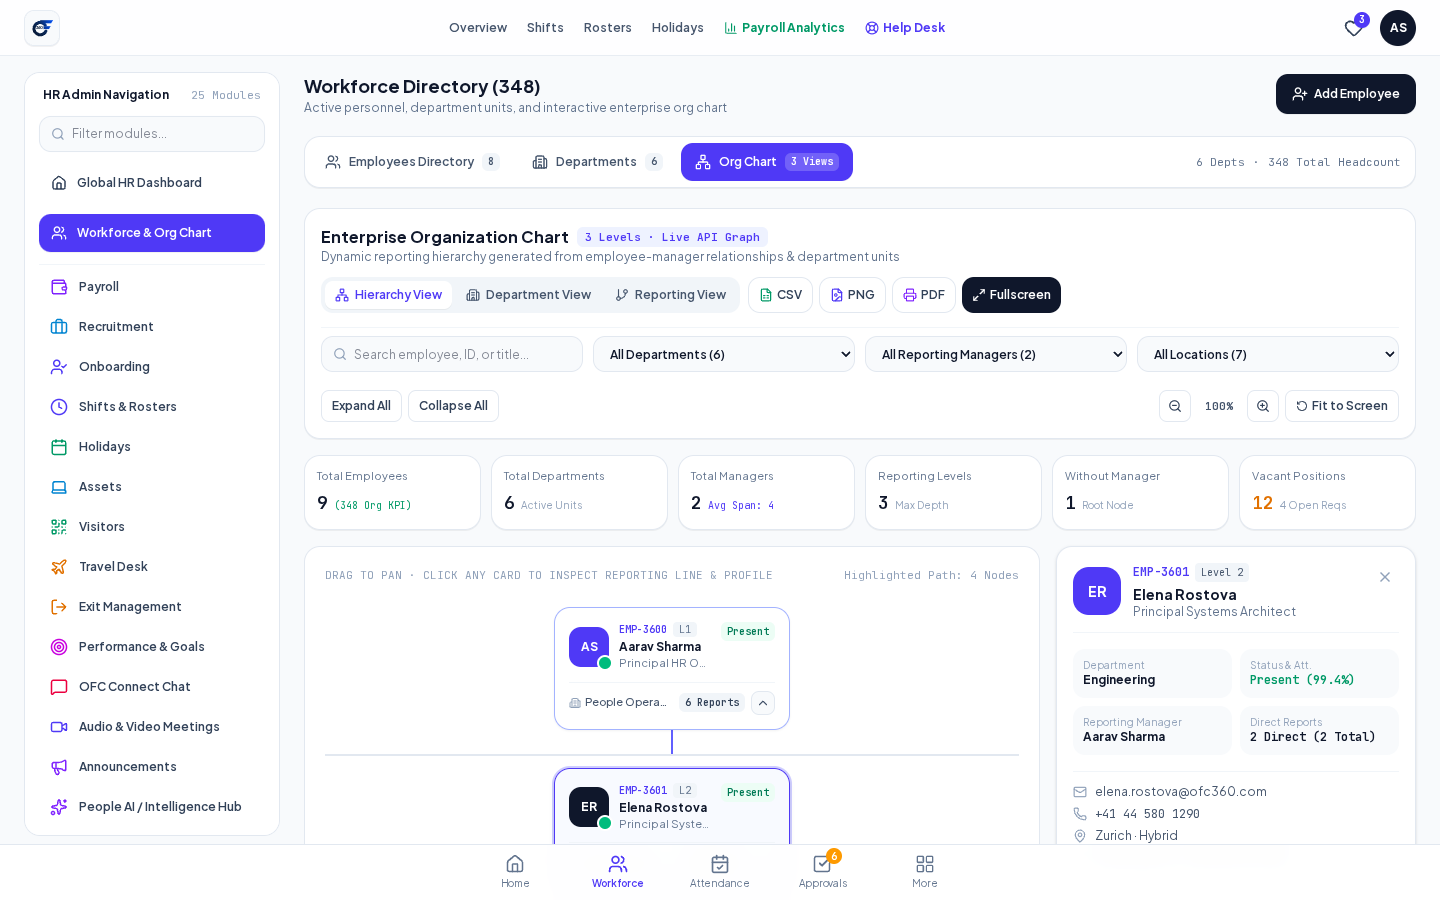 Overview Shifts Rosters Holidays Payroll Analytics Help Desk 3 AS
HR Admin Navigation 25 Modules
Filter modules...
Global HR Dashboard
Workforce & Org Chart
Payroll
Recruitment
Onboarding
Shifts & Rosters
Holidays
Assets
Visitors
Travel Desk
Exit Management
Performance & Goals
OFC Connect Chat
Audio & Video Meetings
Announcements
People AI / Intelligence Hub
Workforce Directory (348)
Active personnel, department units, and interactive enterprise org chart
Add Employee
Employees Directory 8 Departments 6 Org Chart 3 Views 6 Depts · 348 Total Headcount
Enterprise Organization Chart 3 Levels · Live API Graph
Dynamic reporting hierarchy generated from employee-manager relationships & department units
Hierarchy View Department View Reporting View CSV PNG PDF Fullscreen
Search employee, ID, or title... All Departments (6) All Reporting Managers (2) All Locations (7)
Expand All Collapse All 100% Fit to Screen
Total Employees
9 (348 Org KPI)
Total Departments
6 Active Units
Total Managers
2 Avg Span: 4
Reporting Levels
3 Max Depth
Without Manager
1 Root Node
Vacant Positions
12 4 Open Reqs
DRAG TO PAN · CLICK ANY CARD TO INSPECT REPORTING LINE & PROFILE Highlighted Path: 4 Nodes
AS
EMP-3600 L1 Present
Aarav Sharma
Principal HR O...
People Opera... 6 Reports
ER
EMP-3601 L2 Present
Elena Rostova
Principal Syste...
ER
EMP-3601 Level 2
Elena Rostova
Principal Systems Architect
Department
Engineering
Status & Att.
Present (99.4%)
Reporting Manager
Aarav Sharma
Direct Reports
2 Direct (2 Total)
elena.rostova@ofc360.com
+41 44 580 1290
Zurich · Hybrid
Home Workforce Attendance Approvals 6 More